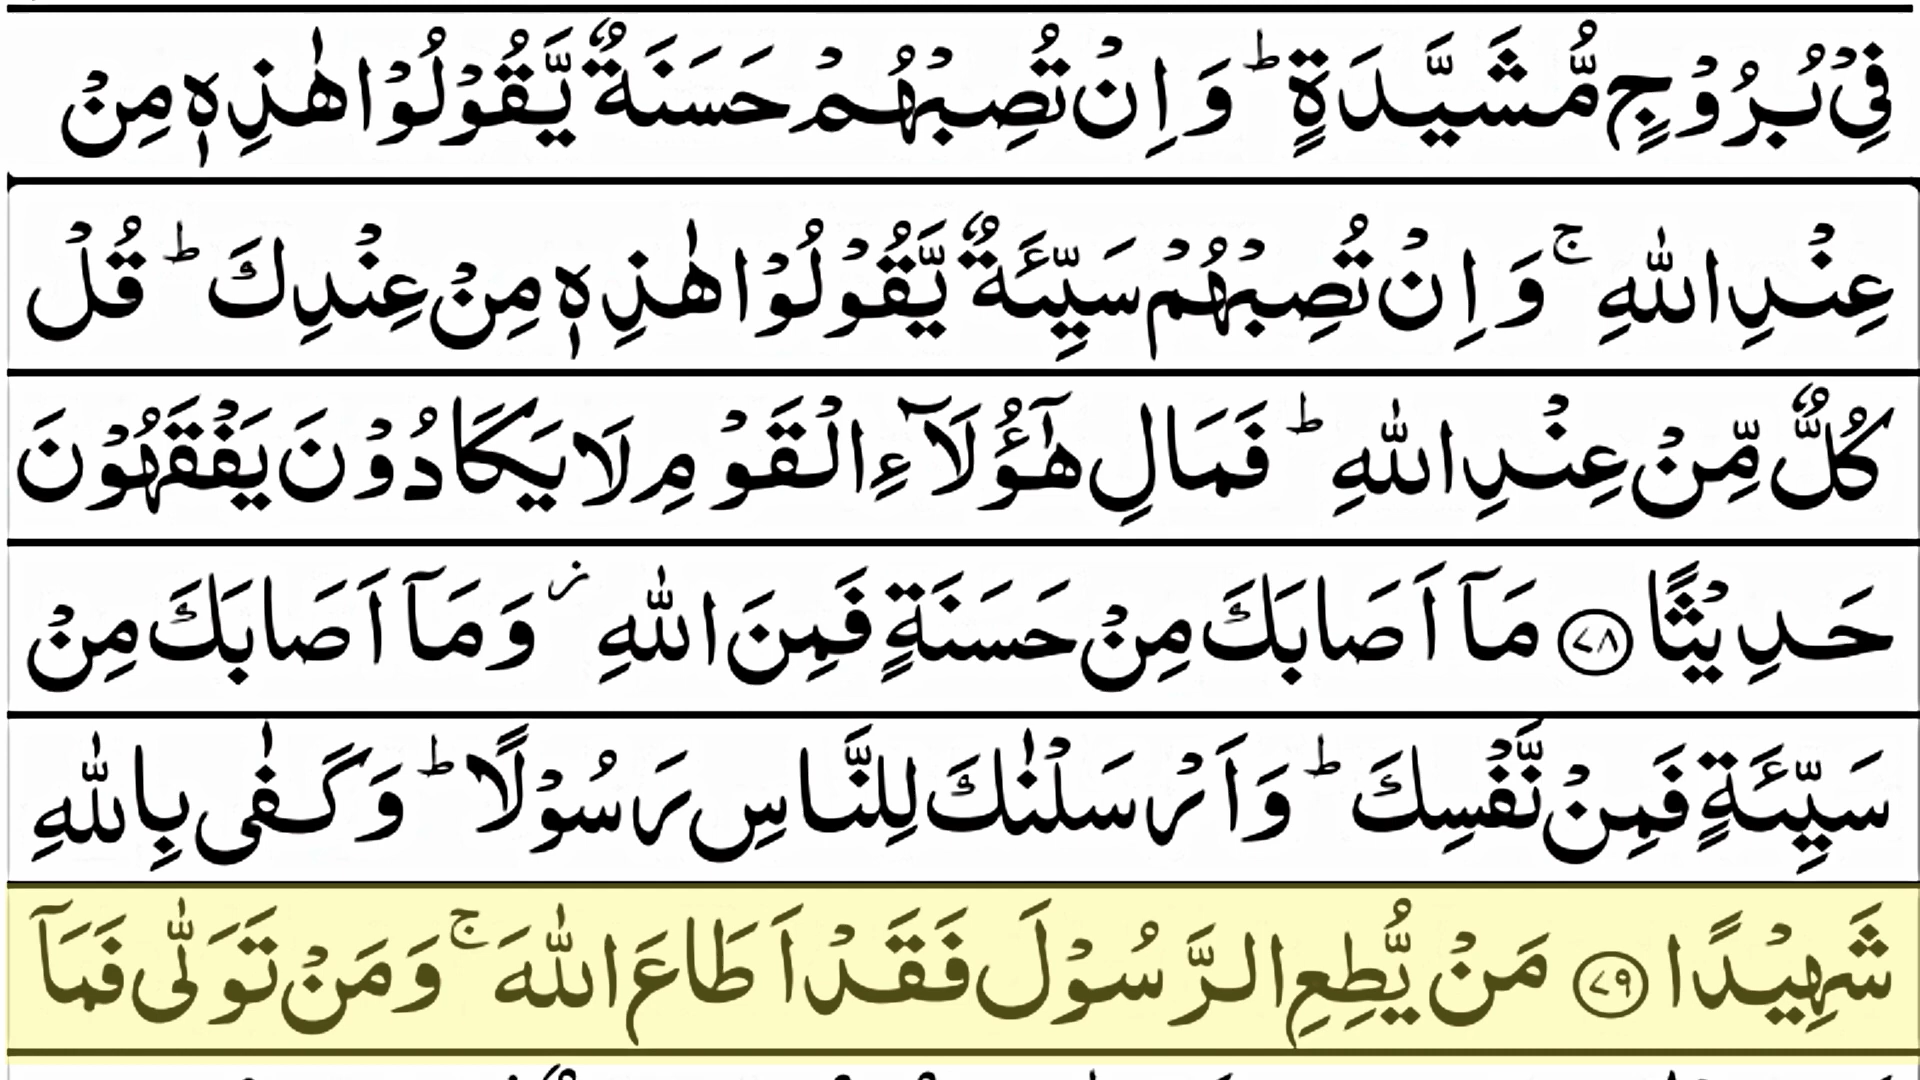 فِیْ بُرُوْجٍ مُّشَیَّدَةٍ ؕ وَ اِنْ تُصِبْهُمْ حَسَنَةٌ یَّقُوْلُوْا هٰذِهٖ مِنْ
عِنْدِ اللّٰهِ ۚ وَ اِنْ تُصِبْهُمْ سَیِّئَةٌ یَّقُوْلُوْا هٰذِهٖ مِنْ عِنْدِكَ ؕ قُلْ
كُلٌّ مِّنْ عِنْدِ اللّٰهِ ؕ فَمَالِ هٰۤؤُلَآءِ الْقَوْمِ لَا یَكَادُوْنَ یَفْقَهُوْنَ
حَدِیْثًا ﴿۷۸﴾ مَاۤ اَصَابَكَ مِنْ حَسَنَةٍ فَمِنَ اللّٰهِ ؗ وَ مَاۤ اَصَابَكَ مِنْ
سَیِّئَةٍ فَمِنْ نَّفْسِكَ ؕ وَ اَرْسَلْنٰكَ لِلنَّاسِ رَسُوْلًا ؕ وَ كَفٰی بِاللّٰهِ
شَهِیْدًا ﴿۷۹﴾ مَنْ یُّطِعِ الرَّسُوْلَ فَقَدْ اَطَاعَ اللّٰهَ ۚ وَ مَنْ تَوَلّٰی فَمَاۤ